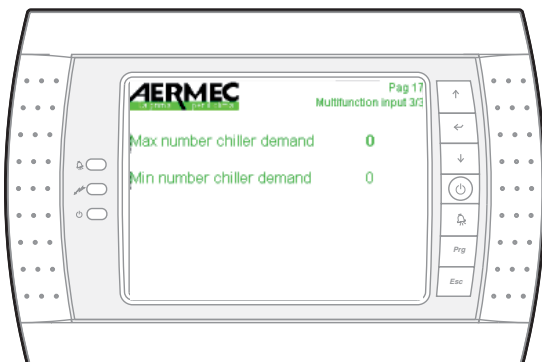 AERMEC
Pag 17
Multifunction input 3/3
Max number chiller demand 0
Min number chiller demand 0
Prg
Esc